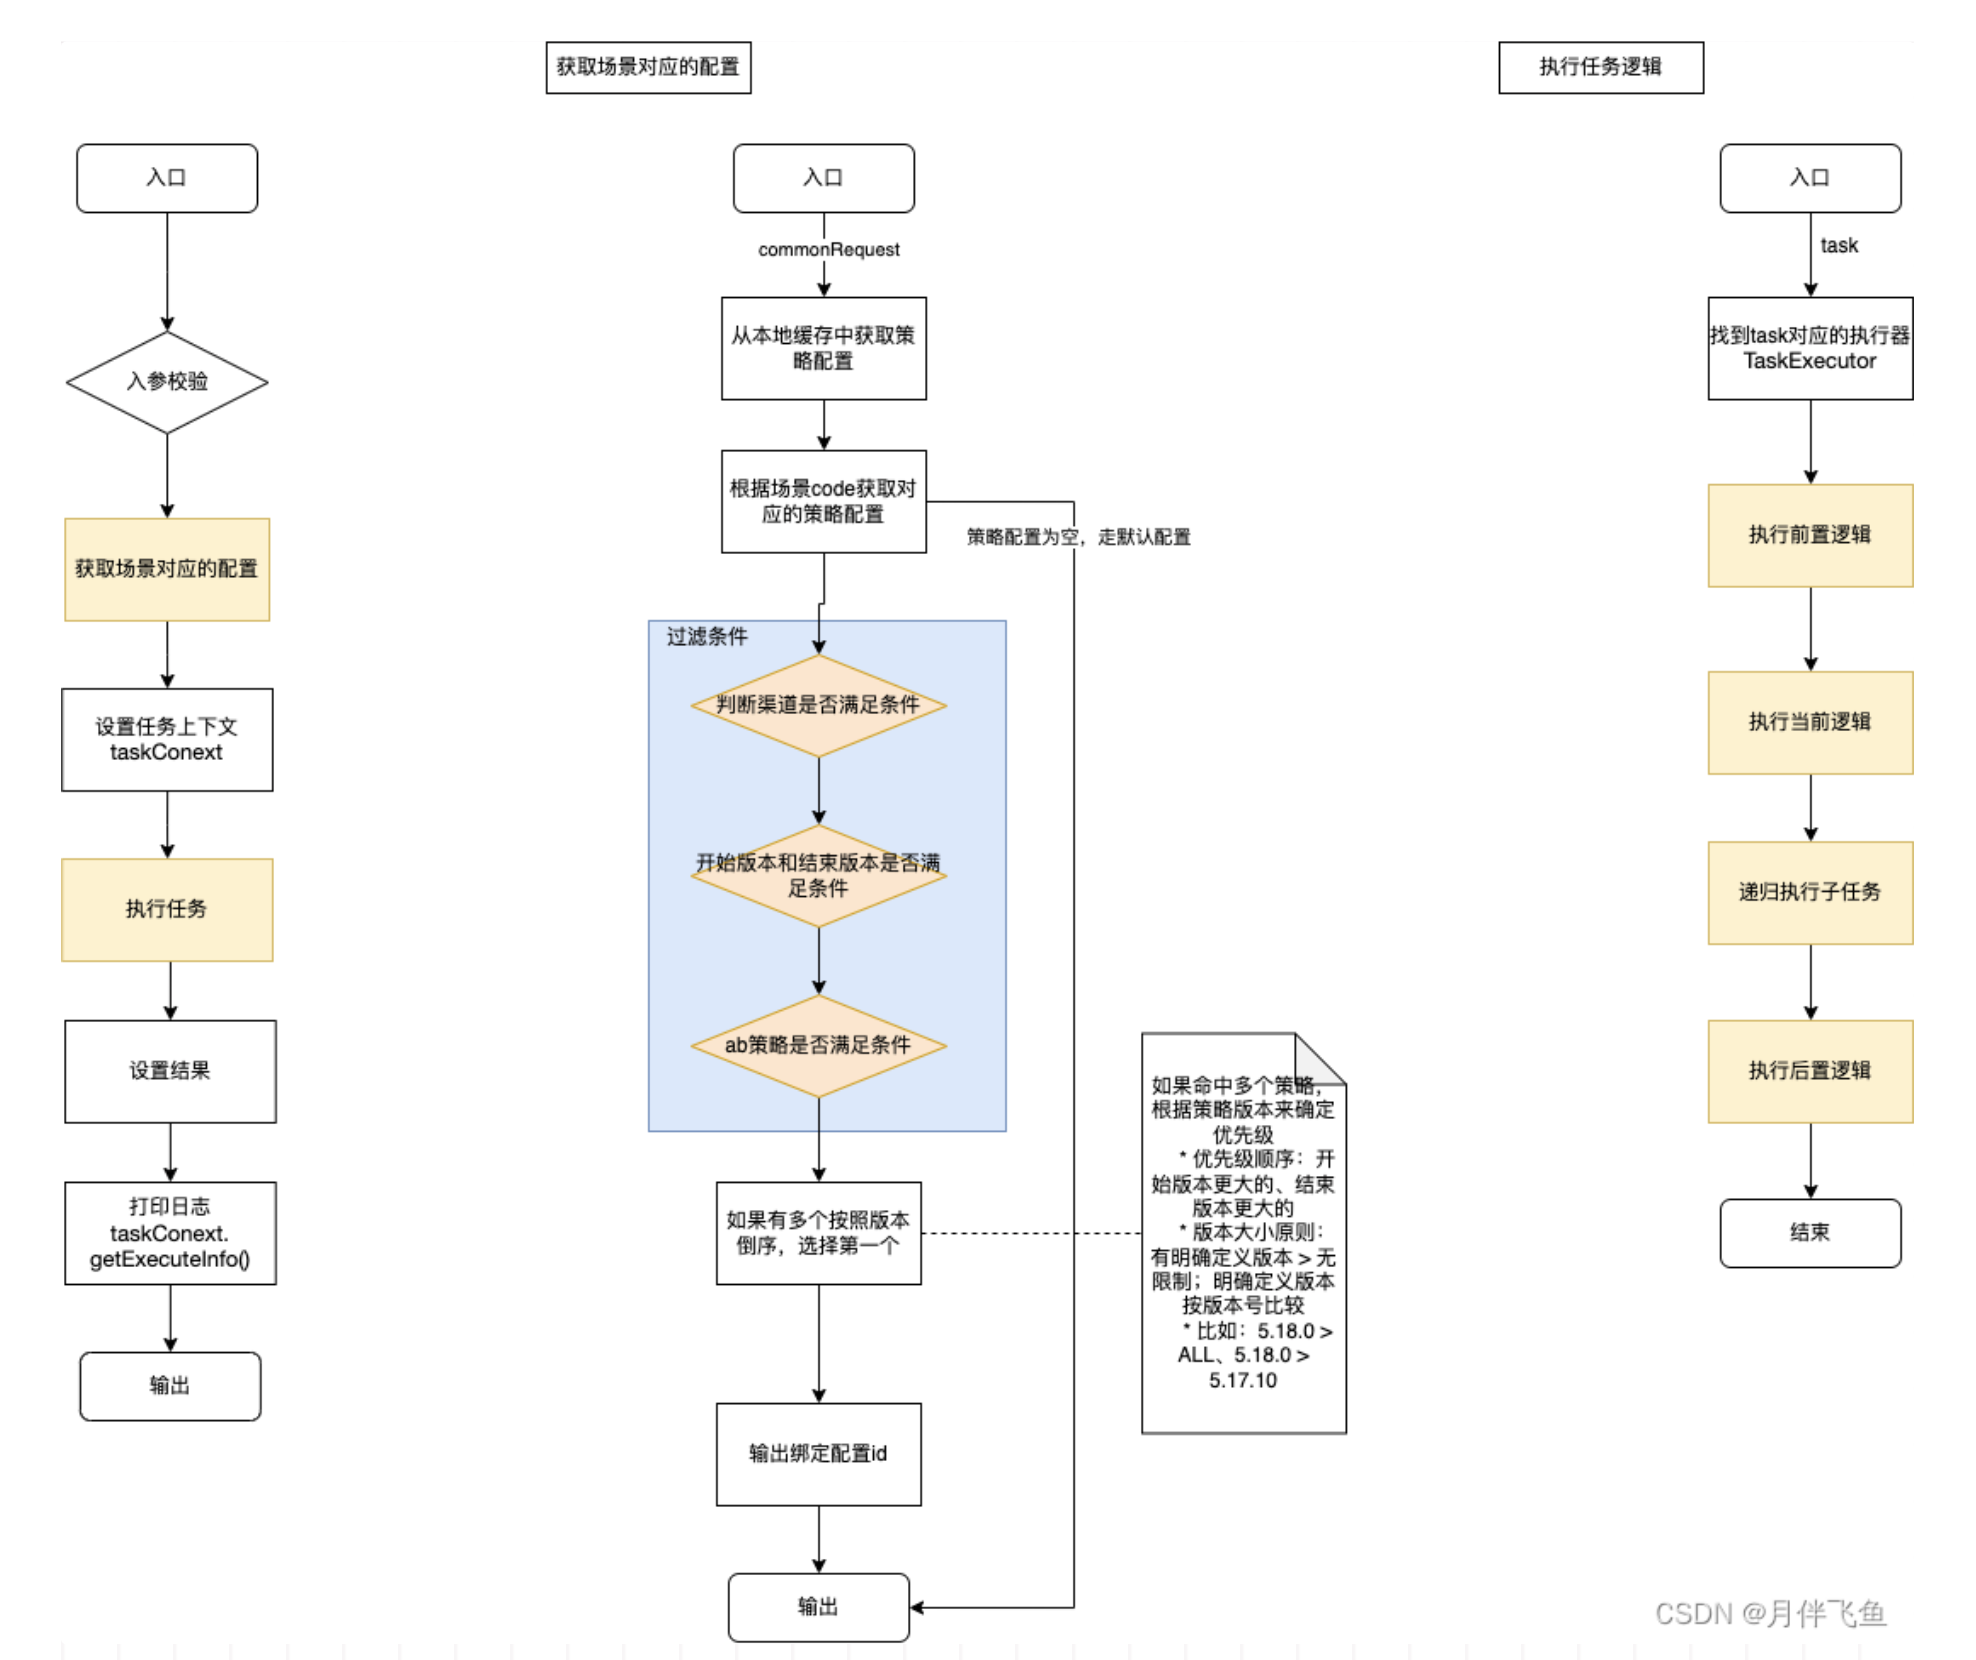 获取场景对应的配置
执行任务逻辑
入口
入参校验
获取场景对应的配置
设置任务上下文
taskConext
执行任务
设置结果
打印日志
taskConext.
getExecuteInfo()
输出
入口
commonRequest
从本地缓存中获取策
略配置
根据场景code获取对
应的策略配置
策略配置为空，走默认配置
过滤条件
判断渠道是否满足条件
开始版本和结束版本是否满
足条件
ab策略是否满足条件
如果有多个按照版本
倒序，选择第一个
如果命中多个策略，
根据策略版本来确定
优先级
* 优先级顺序：开
始版本更大的、结束
版本更大的
* 版本大小原则：
有明确定义版本 > 无
限制；明确定义版本
按版本号比较
* 比如：5.18.0 >
ALL、5.18.0 >
5.17.10
输出绑定配置id
输出
入口
task
找到task对应的执行器
TaskExecutor
执行前置逻辑
执行当前逻辑
递归执行子任务
执行后置逻辑
结束
CSDN @月伴飞鱼